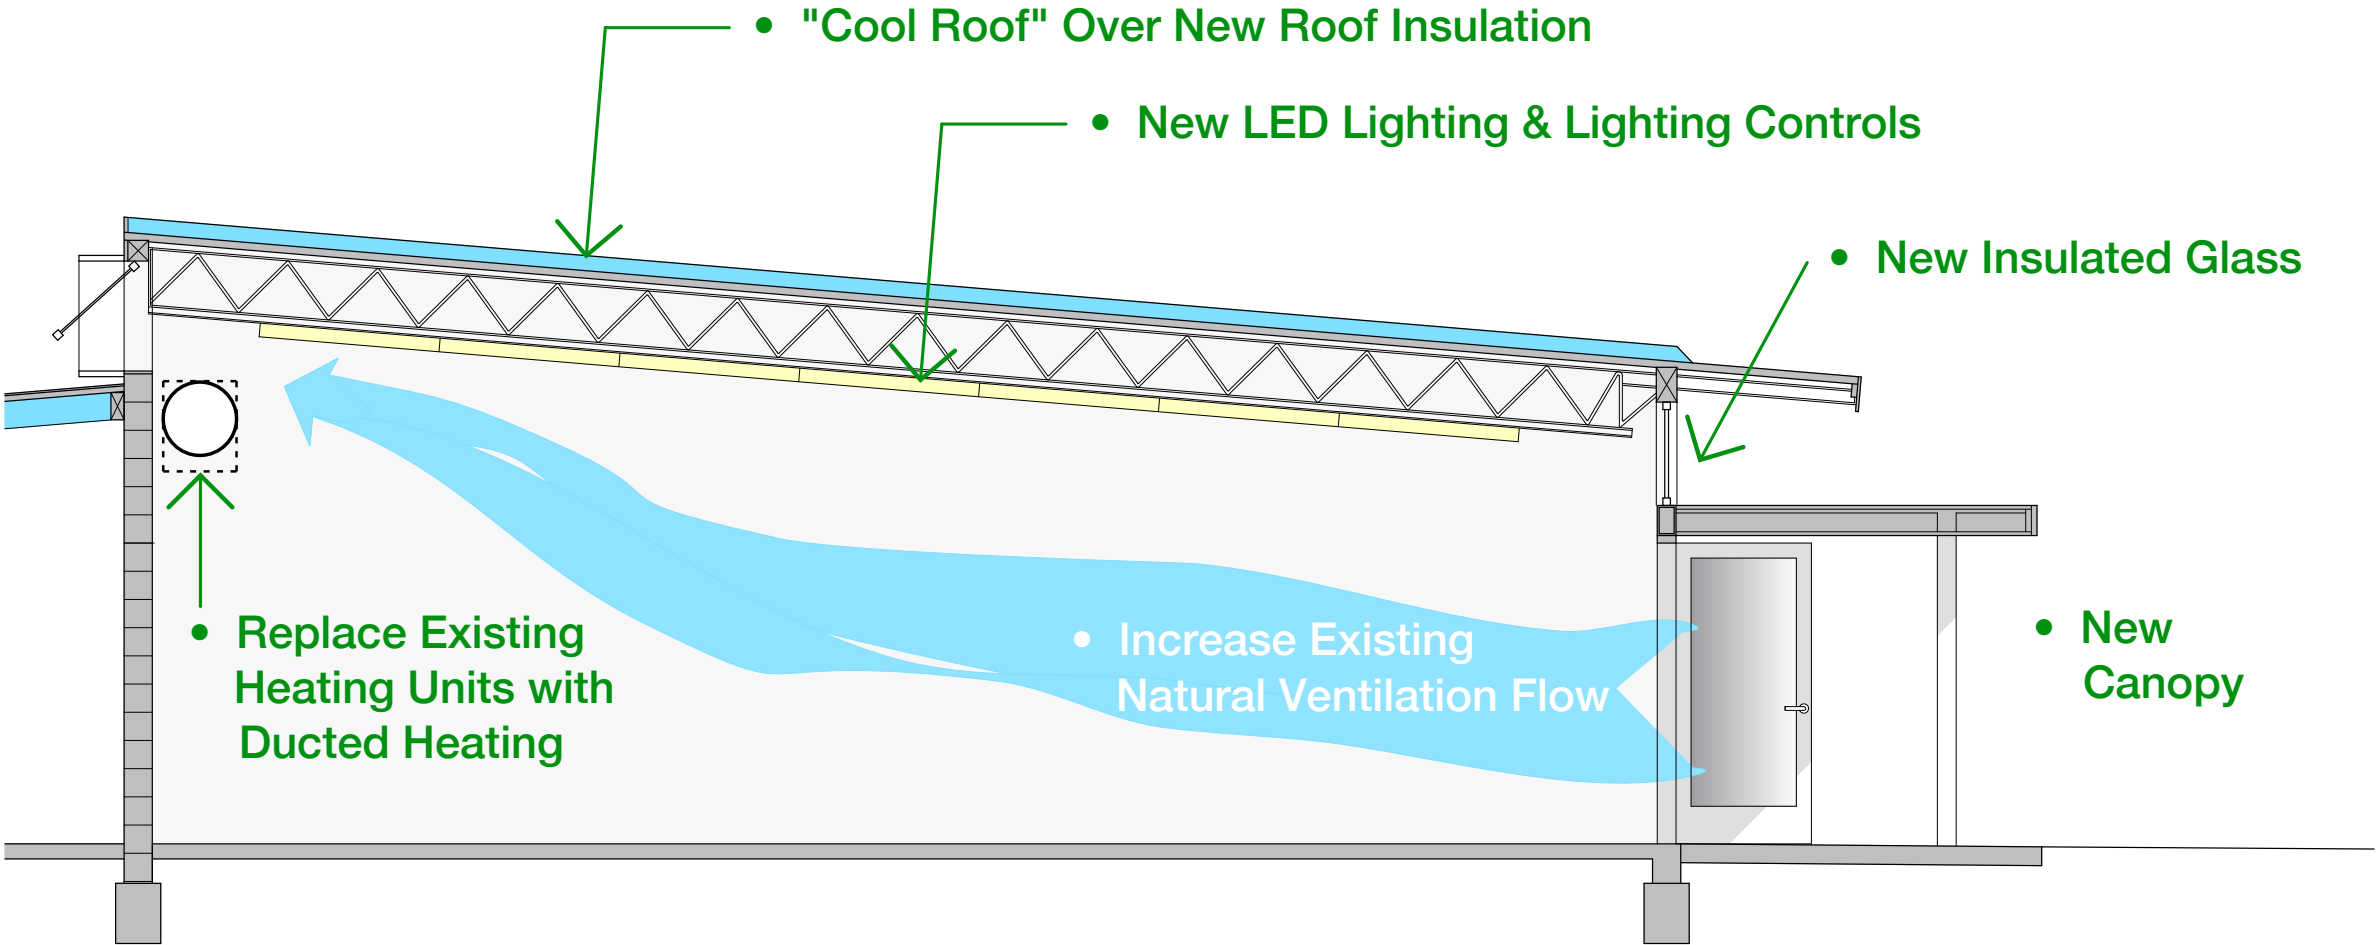 • "Cool Roof" Over New Roof Insulation
• New LED Lighting & Lighting Controls
• New Insulated Glass
• Replace Existing
Heating Units with
Ducted Heating
• Increase Existing
Natural Ventilation Flow
• New
Canopy